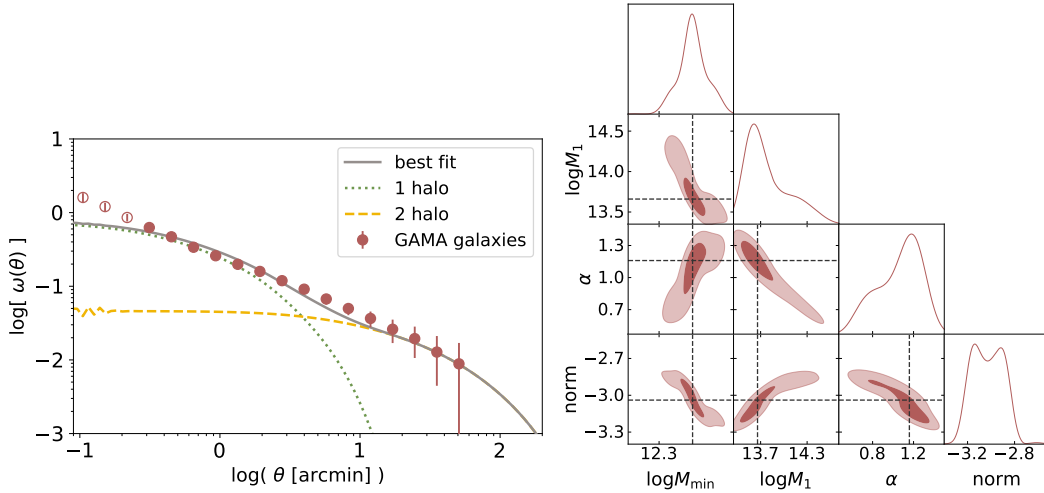 1
0
−1
−2
−3
log[ ω(θ) ]
−1
0
1
2
log( θ [arcmin] )
best fit
1 halo
2 halo
GAMA galaxies
14.5
14.0
13.5
logM₁
1.3
1.0
0.7
α
−2.7
−3.0
−3.3
norm
12.3
13.7 14.3
0.8 1.2
−3.2 −2.8
logMmin
logM₁
α
norm